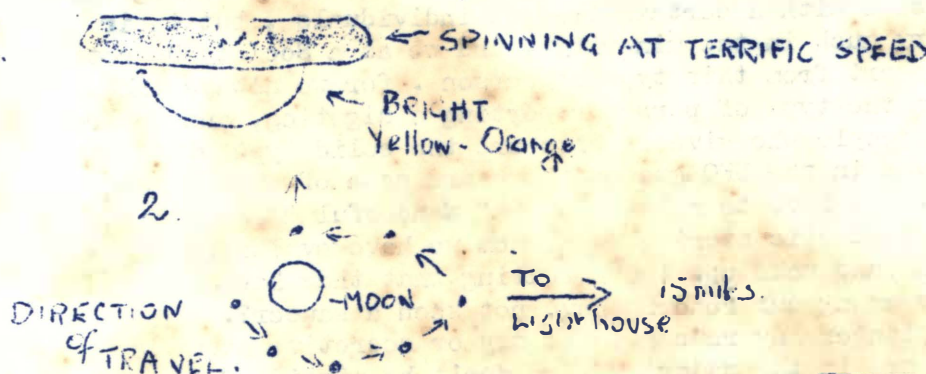 SPINNING AT TERRIFIC SPEED
BRIGHT
Yellow - Orange
2.
DIRECTION
of TRAVEL.
-MOON
TO
Lighthouse
15 miles.